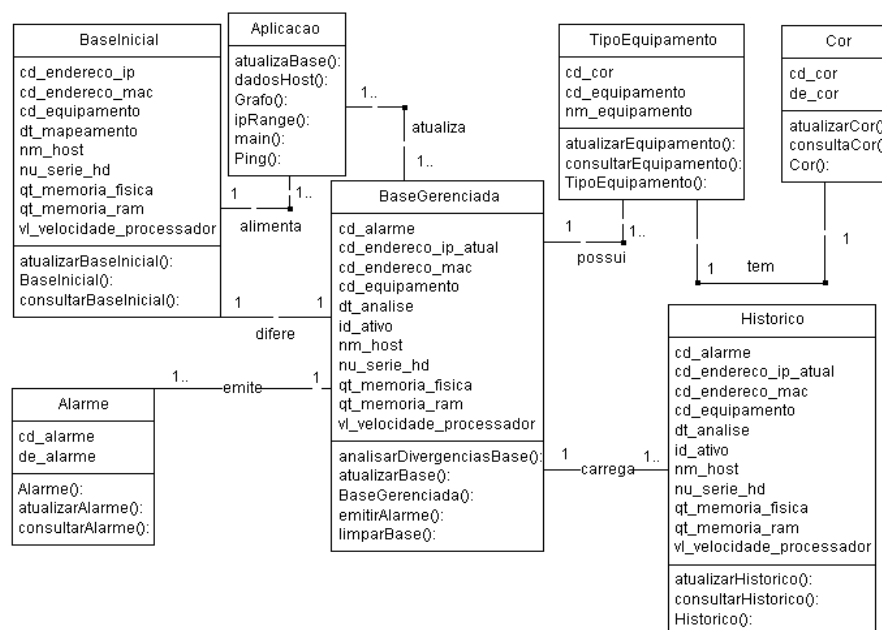 BaseInicial
cd_endereco_ip
cd_endereco_mac
cd_equipamento
dt_mapeamento
nm_host
nu_serie_hd
qt_memoria_fisica
qt_memoria_ram
vl_velocidade_processador
atualizarBaseInicial():
BaseInicial():
consultarBaseInicial():
Aplicacao
atualizaBase():
dadosHost():
Grafo():
ipRange():
main():
Ping():
1..
atualiza
1..
1
1..
alimenta
TipoEquipamento
cd_cor
cd_equipamento
nm_equipamento
atualizarEquipamento():
consultarEquipamento():
TipoEquipamento():
Cor
cd_cor
de_cor
atualizarCor()
consultaCor()
Cor():
BaseGerenciada
cd_alarme
cd_endereco_ip_atual
cd_endereco_mac
cd_equipamento
dt_analise
id_ativo
nm_host
nu_serie_hd
qt_memoria_fisica
qt_memoria_ram
vl_velocidade_processador
analisarDivergenciasBase():
atualizarBase():
BaseGerenciada():
emitirAlarme():
limparBase():
1
1..
possui
1
1
tem
1
1
difere
1..
1
emite
Alarme
cd_alarme
de_alarme
Alarme():
atualizarAlarme():
consultarAlarme():
1
1..
carrega
Historico
cd_alarme
cd_endereco_ip_atual
cd_endereco_mac
cd_equipamento
dt_analise
id_ativo
nm_host
nu_serie_hd
qt_memoria_fisica
qt_memoria_ram
vl_velocidade_processador
atualizarHistorico():
consultarHistorico():
Historico():